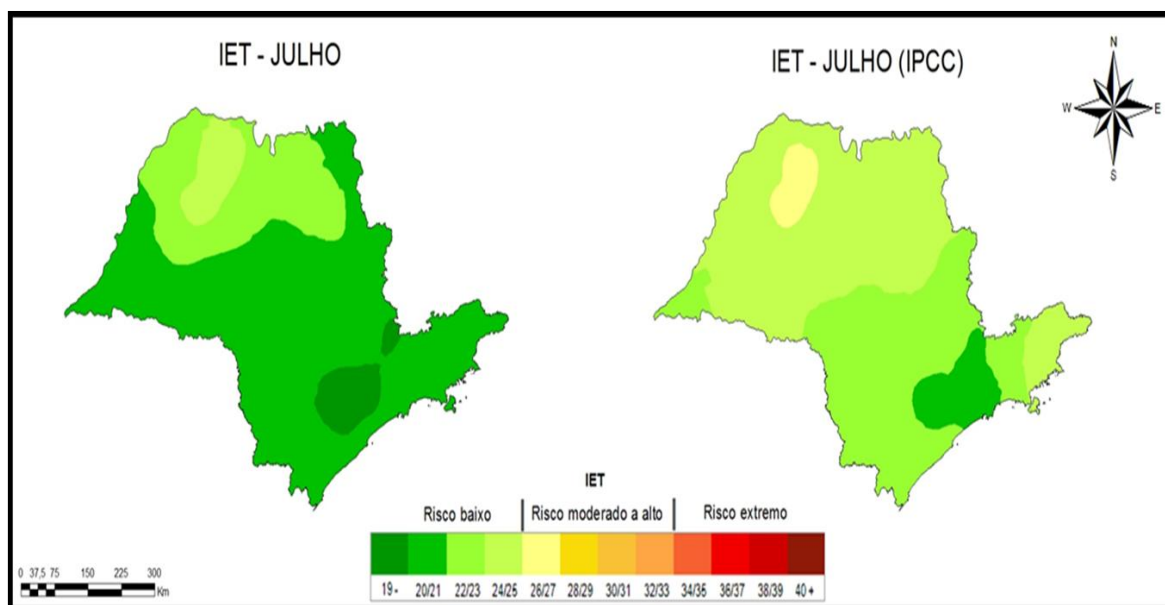 IET - JULHO
IET - JULHO (IPCC)
N
W E
S
IET
Risco baixo Risco moderado a alto Risco extremo
19 - 20/21 22/23 24/25 26/27 28/29 30/31 32/33 34/35 36/37 38/39 40 +
0 37,5 75 150 225 300
Km